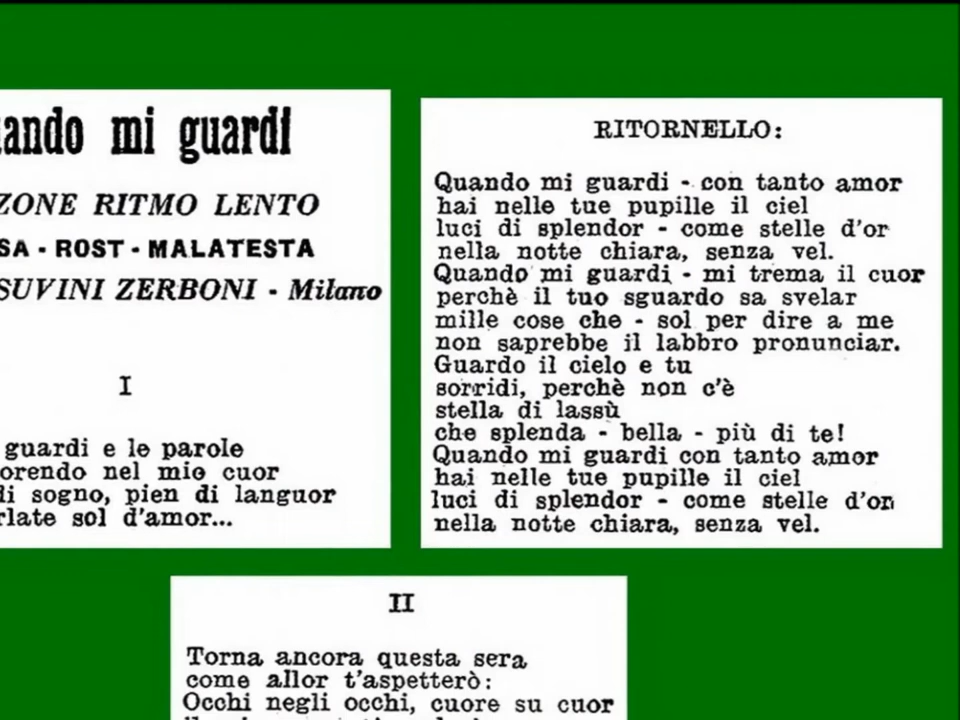 ando mi guardi
ZONE RITMO LENTO
SA - ROST - MALATESTA
SUVINI ZERBONI - Milano
I
guardi e le parole
orendo nel mio cuor
di sogno, pien di languor
rlate sol d'amor...
RITORNELLO:
Quando mi guardi - con tanto amor
hai nelle tue pupille il ciel
luci di splendor - come stelle d'or
nella notte chiara, senza vel.
Quando mi guardi - mi trema il cuor
perchè il tuo sguardo sa svelar
mille cose che - sol per dire a me
non saprebbe il labbro pronunciar.
Guardo il cielo e tu
sorridi, perchè non c'è
stella di lassù
che splenda - bella - più di te!
Quando mi guardi con tanto amor
hai nelle tue pupille il ciel
luci di splendor - come stelle d'or
nella notte chiara, senza vel.
II
Torna ancora questa sera
come allor t'aspetterò:
Occhi negli occhi, cuore su cuor